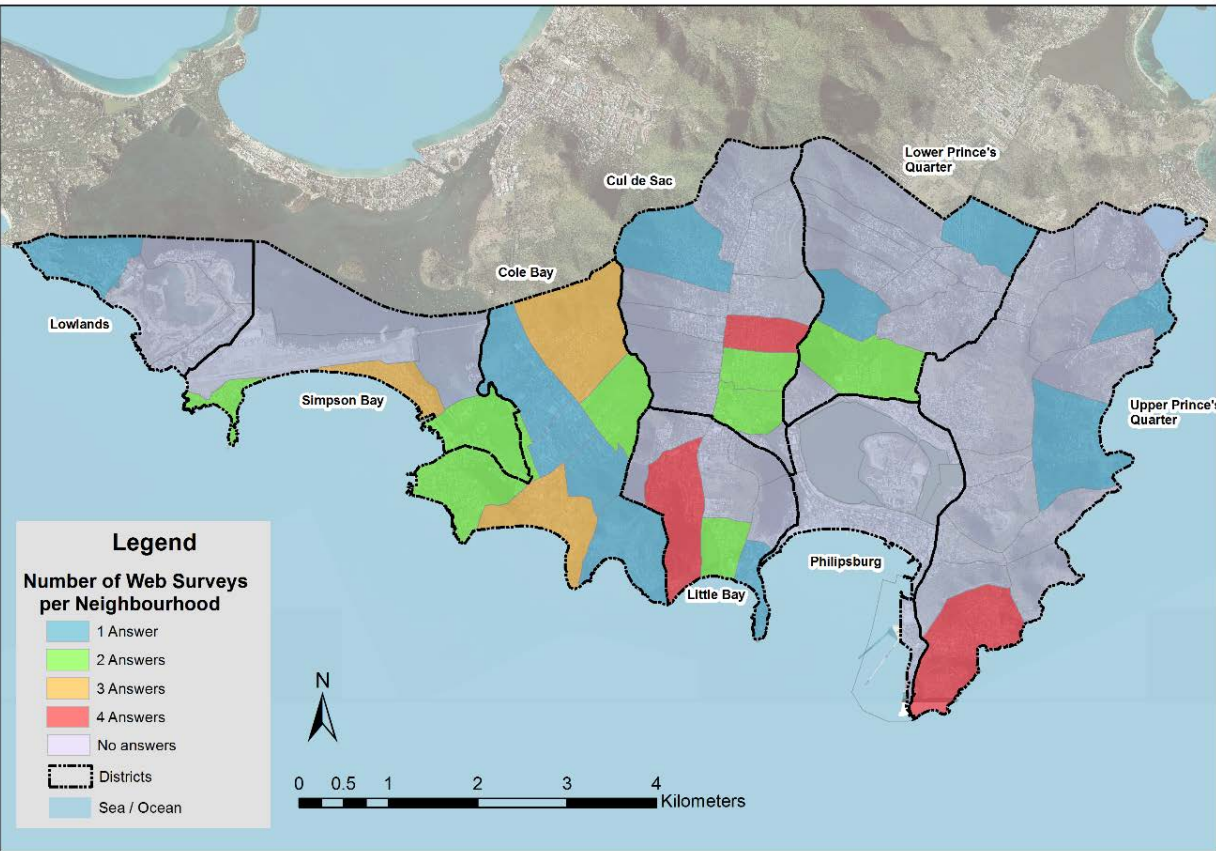 Lower Prince's
Quarter
Cul de Sac
Cole Bay
Lowlands
Simpson Bay
Upper Prince's
Quarter
Philipsburg
Little Bay
Legend
Number of Web Surveys
per Neighbourhood
1 Answer
2 Answers
3 Answers
4 Answers
No answers
Districts
Sea / Ocean
N
0 0.5 1 2 3 4
Kilometers